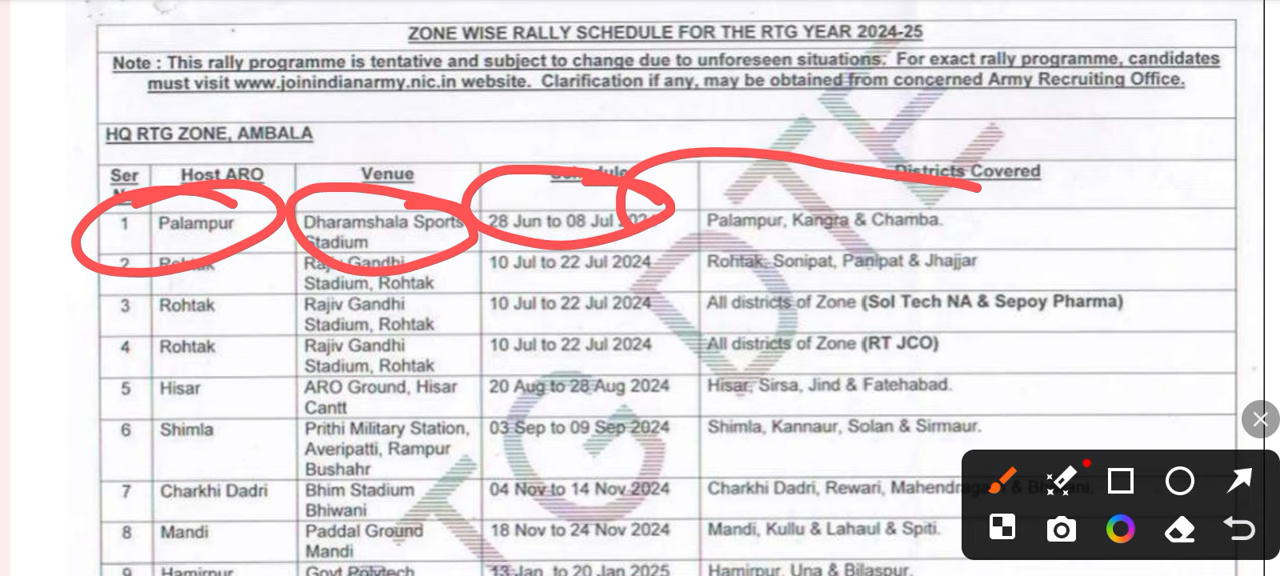 ZONE WISE RALLY SCHEDULE FOR THE RTG YEAR 2024-25
Note : This rally programme is tentative and subject to change due to unforeseen situations. For exact rally programme, candidates
must visit www.joinindianarmy.nic.in website. Clarification if any, may be obtained from concerned Army Recruiting Office.
HQ RTG ZONE, AMBALA
Ser Host ARO Venue Districts Covered
1 Palampur Dharamshala Sports 28 Jun to 08 Jul Palampur, Kangra & Chamba.
Stadium
2 Rohtak Rajiv Gandhi 10 Jul to 22 Jul 2024 Rohtak, Sonipat, Panipat & Jhajjar
Stadium, Rohtak
3 Rohtak Rajiv Gandhi 10 Jul to 22 Jul 2024 All districts of Zone (Sol Tech NA & Sepoy Pharma)
Stadium, Rohtak
4 Rohtak Rajiv Gandhi 10 Jul to 22 Jul 2024 All districts of Zone (RT JCO)
Stadium, Rohtak
5 Hisar ARO Ground, Hisar 20 Aug to 28 Aug 2024 Hisar, Sirsa, Jind & Fatehabad.
Cantt
6 Shimla Prithi Military Station, 03 Sep to 09 Sep 2024 Shimla, Kannaur, Solan & Sirmaur.
Averipatti, Rampur
Bushahr
7 Charkhi Dadri Bhim Stadium 04 Nov to 14 Nov 2024 Charkhi Dadri, Rewari,
Bhiwani
8 Mandi Paddal Ground 18 Nov to 24 Nov 2024 Mandi, Kullu & Lahaul & Spiti.
Mandi
9 Hamirpur Govt Polytech 13 Jan to 20 Jan 2025 Hamirpur, Una & Bilaspur.
RTG DTE